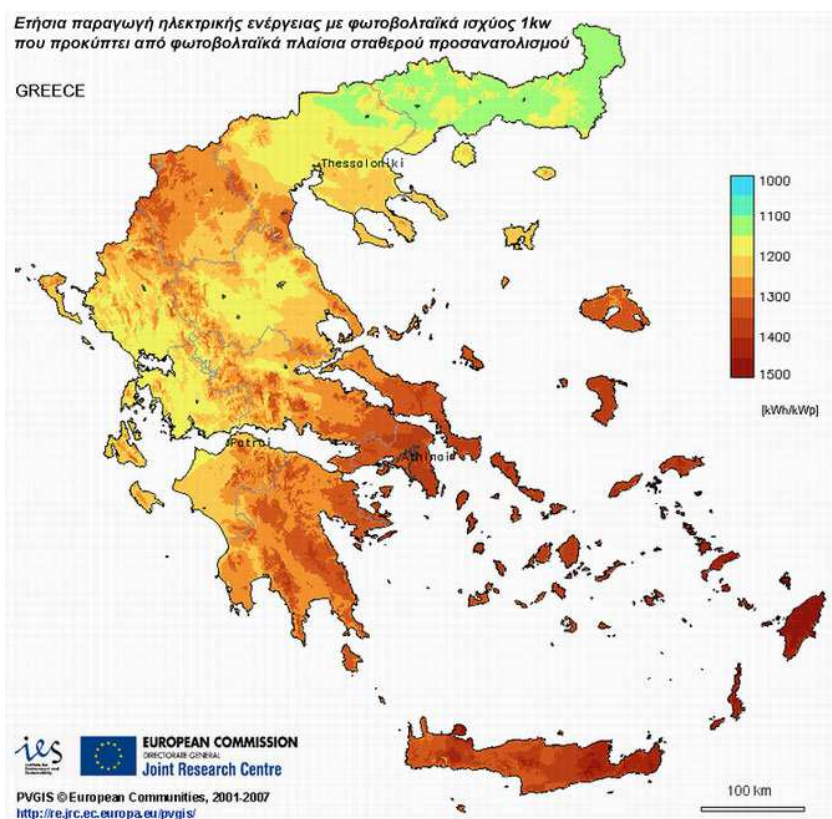 Ετήσια παραγωγή ηλεκτρικής ενέργειας με φωτοβολταϊκά ισχύος 1kw
που προκύπτει από φωτοβολταϊκά πλαίσια σταθερού προσανατολισμού
GREECE
Thessaloniki
1000
1100
1200
1300
1400
1500
[kWh/kWp]
Patrai
Athinai
ies
EUROPEAN COMMISSION
DIRECTORATE-GENERAL
Joint Research Centre
100 km
PVGIS © European Communities, 2001-2007
http://re.jrc.ec.europa.eu/pvgis/